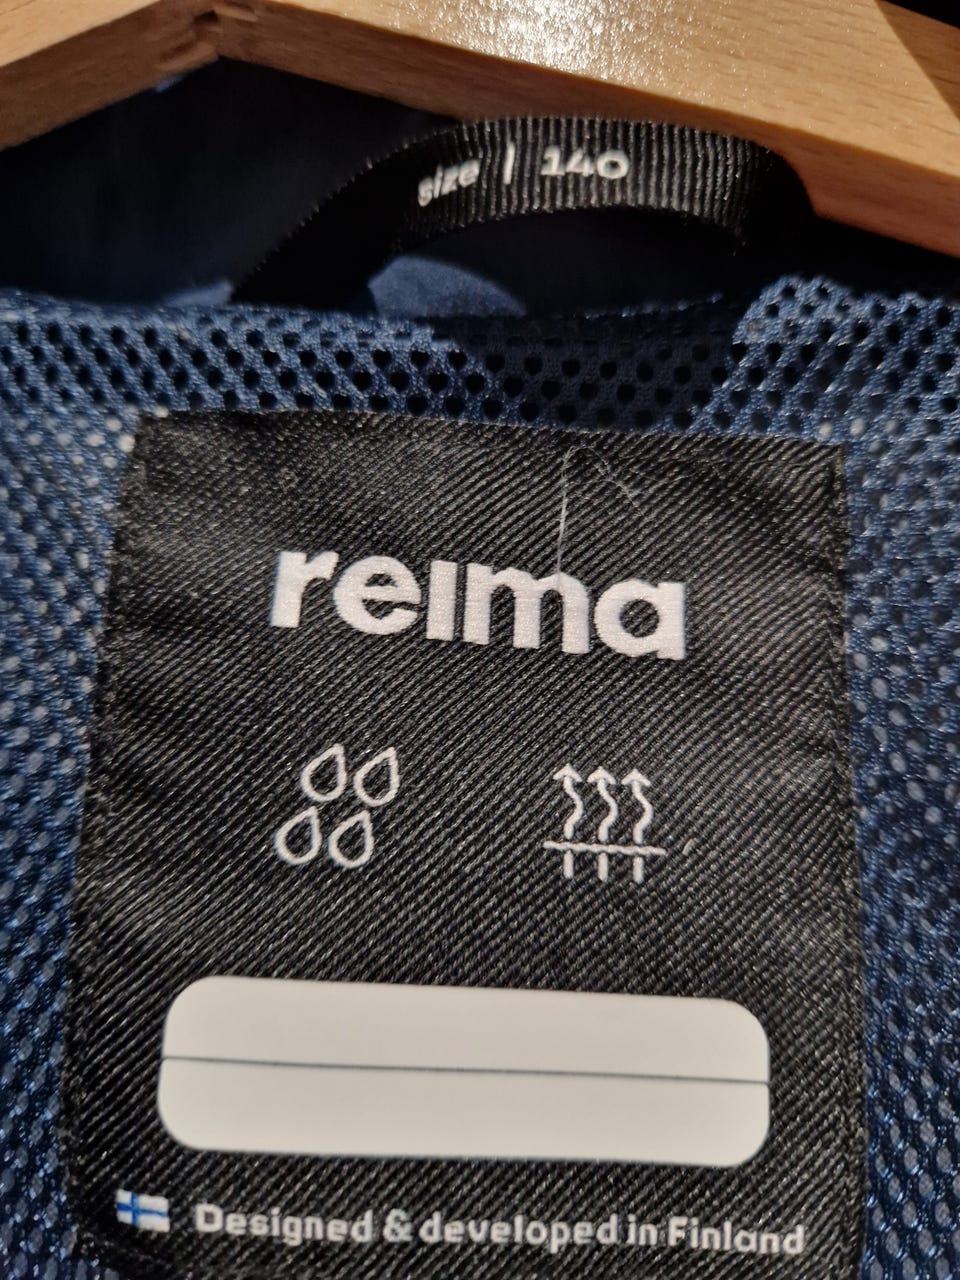 size | 140
reima
Designed & developed in Finland